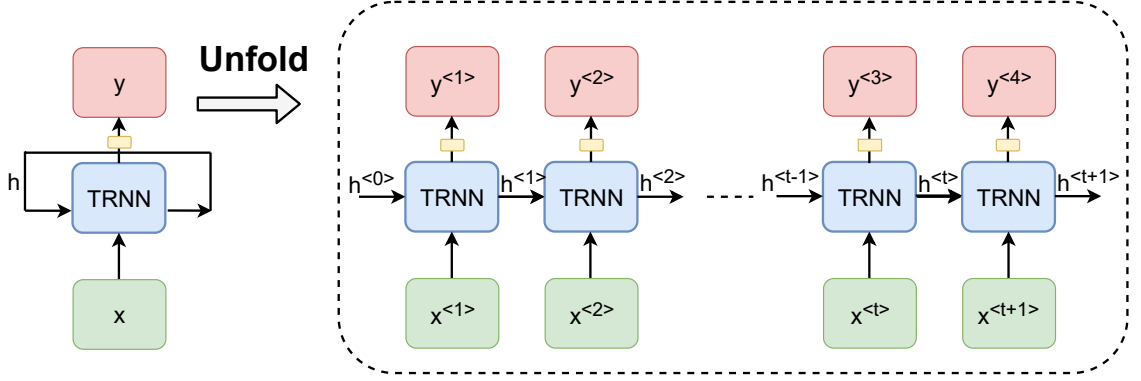 Unfold
y
h
TRNN
x
y<1> y<2> y<3> y<4>
h<0> h<1> h<2> h<t-1> h<t> h<t+1>
TRNN TRNN TRNN TRNN
x<1> x<2> x<t> x<t+1>